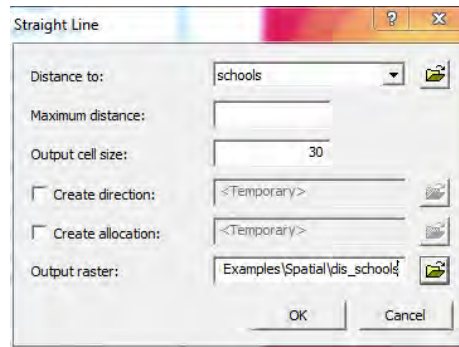 Straight Line
Distance to: schools
Maximum distance:
Output cell size: 30
Create direction: <Temporary>
Create allocation: <Temporary>
Output raster: Examples\Spatial\dis_schools
OK Cancel